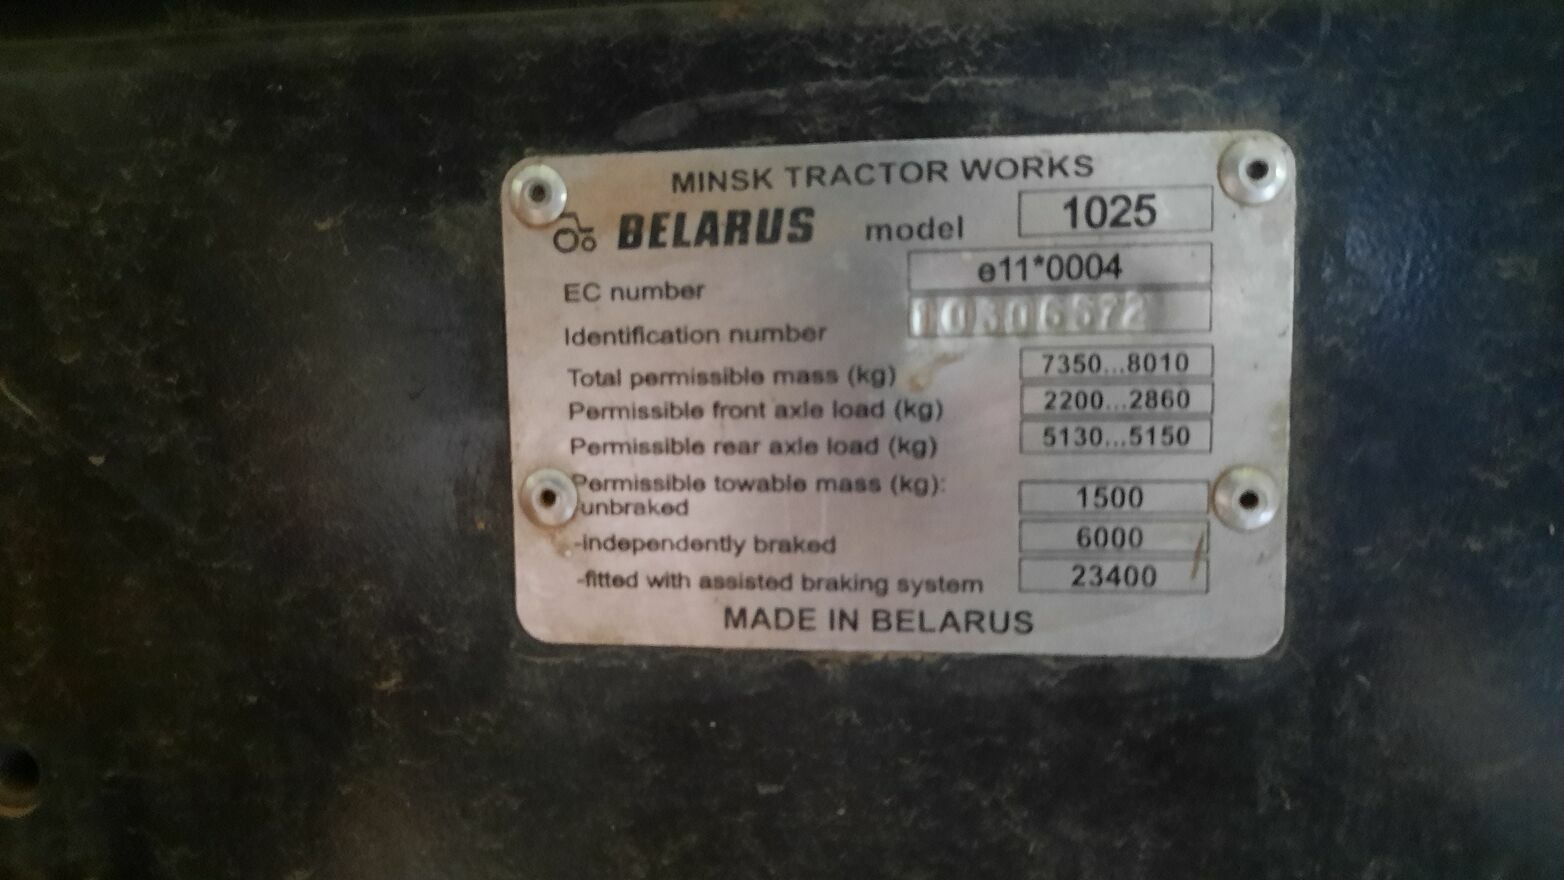 MINSK TRACTOR WORKS
BELARUS model 1025
EC number e11*0004
Identification number 10306572
Total permissible mass (kg) 7350...8010
Permissible front axle load (kg) 2200...2860
Permissible rear axle load (kg) 5130...5150
Permissible towable mass (kg):
-unbraked 1500
-independently braked 6000
-fitted with assisted braking system 23400
MADE IN BELARUS